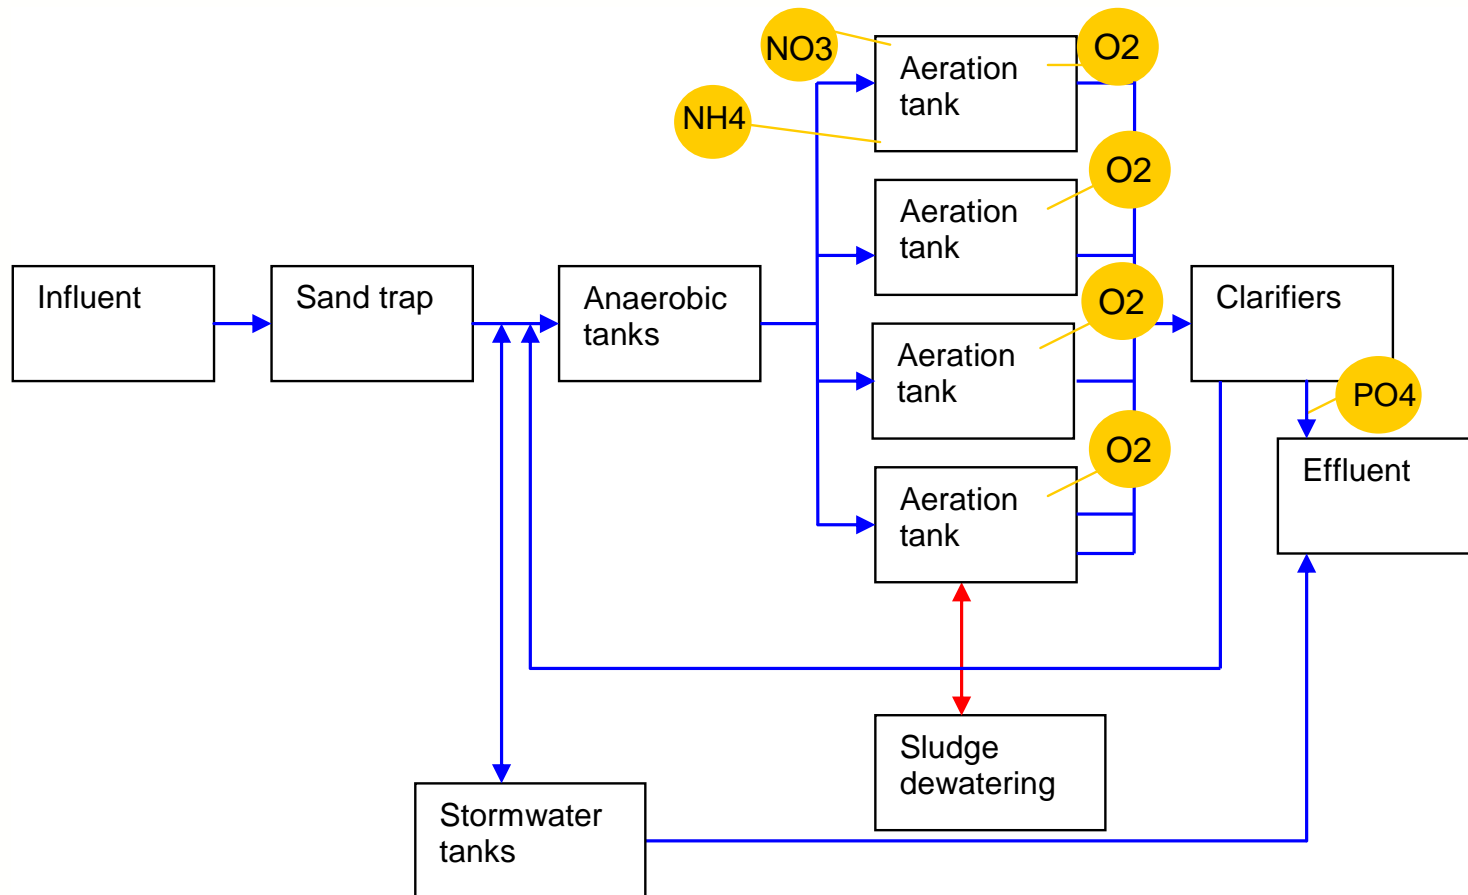 NO3
Aeration
tank
O2
NH4
Aeration
tank
O2
Influent
Sand trap
Anaerobic
tanks
Aeration
tank
O2
Clarifiers
PO4
Aeration
tank
O2
Effluent
Sludge
dewatering
Stormwater
tanks